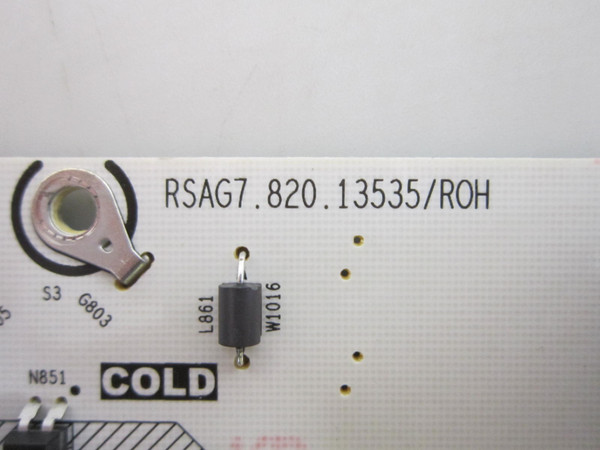 RSAG7.820.13535/ROH
S3
G803
L861
W1016
N851
COLD